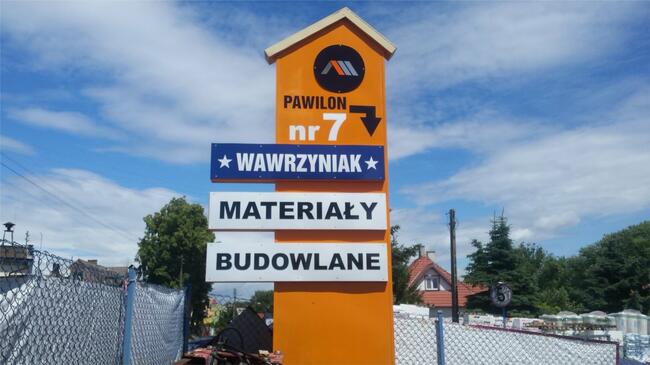 PAWILON
nr 7
WAWRZYNIAK
MATERIAŁY
BUDOWLANE